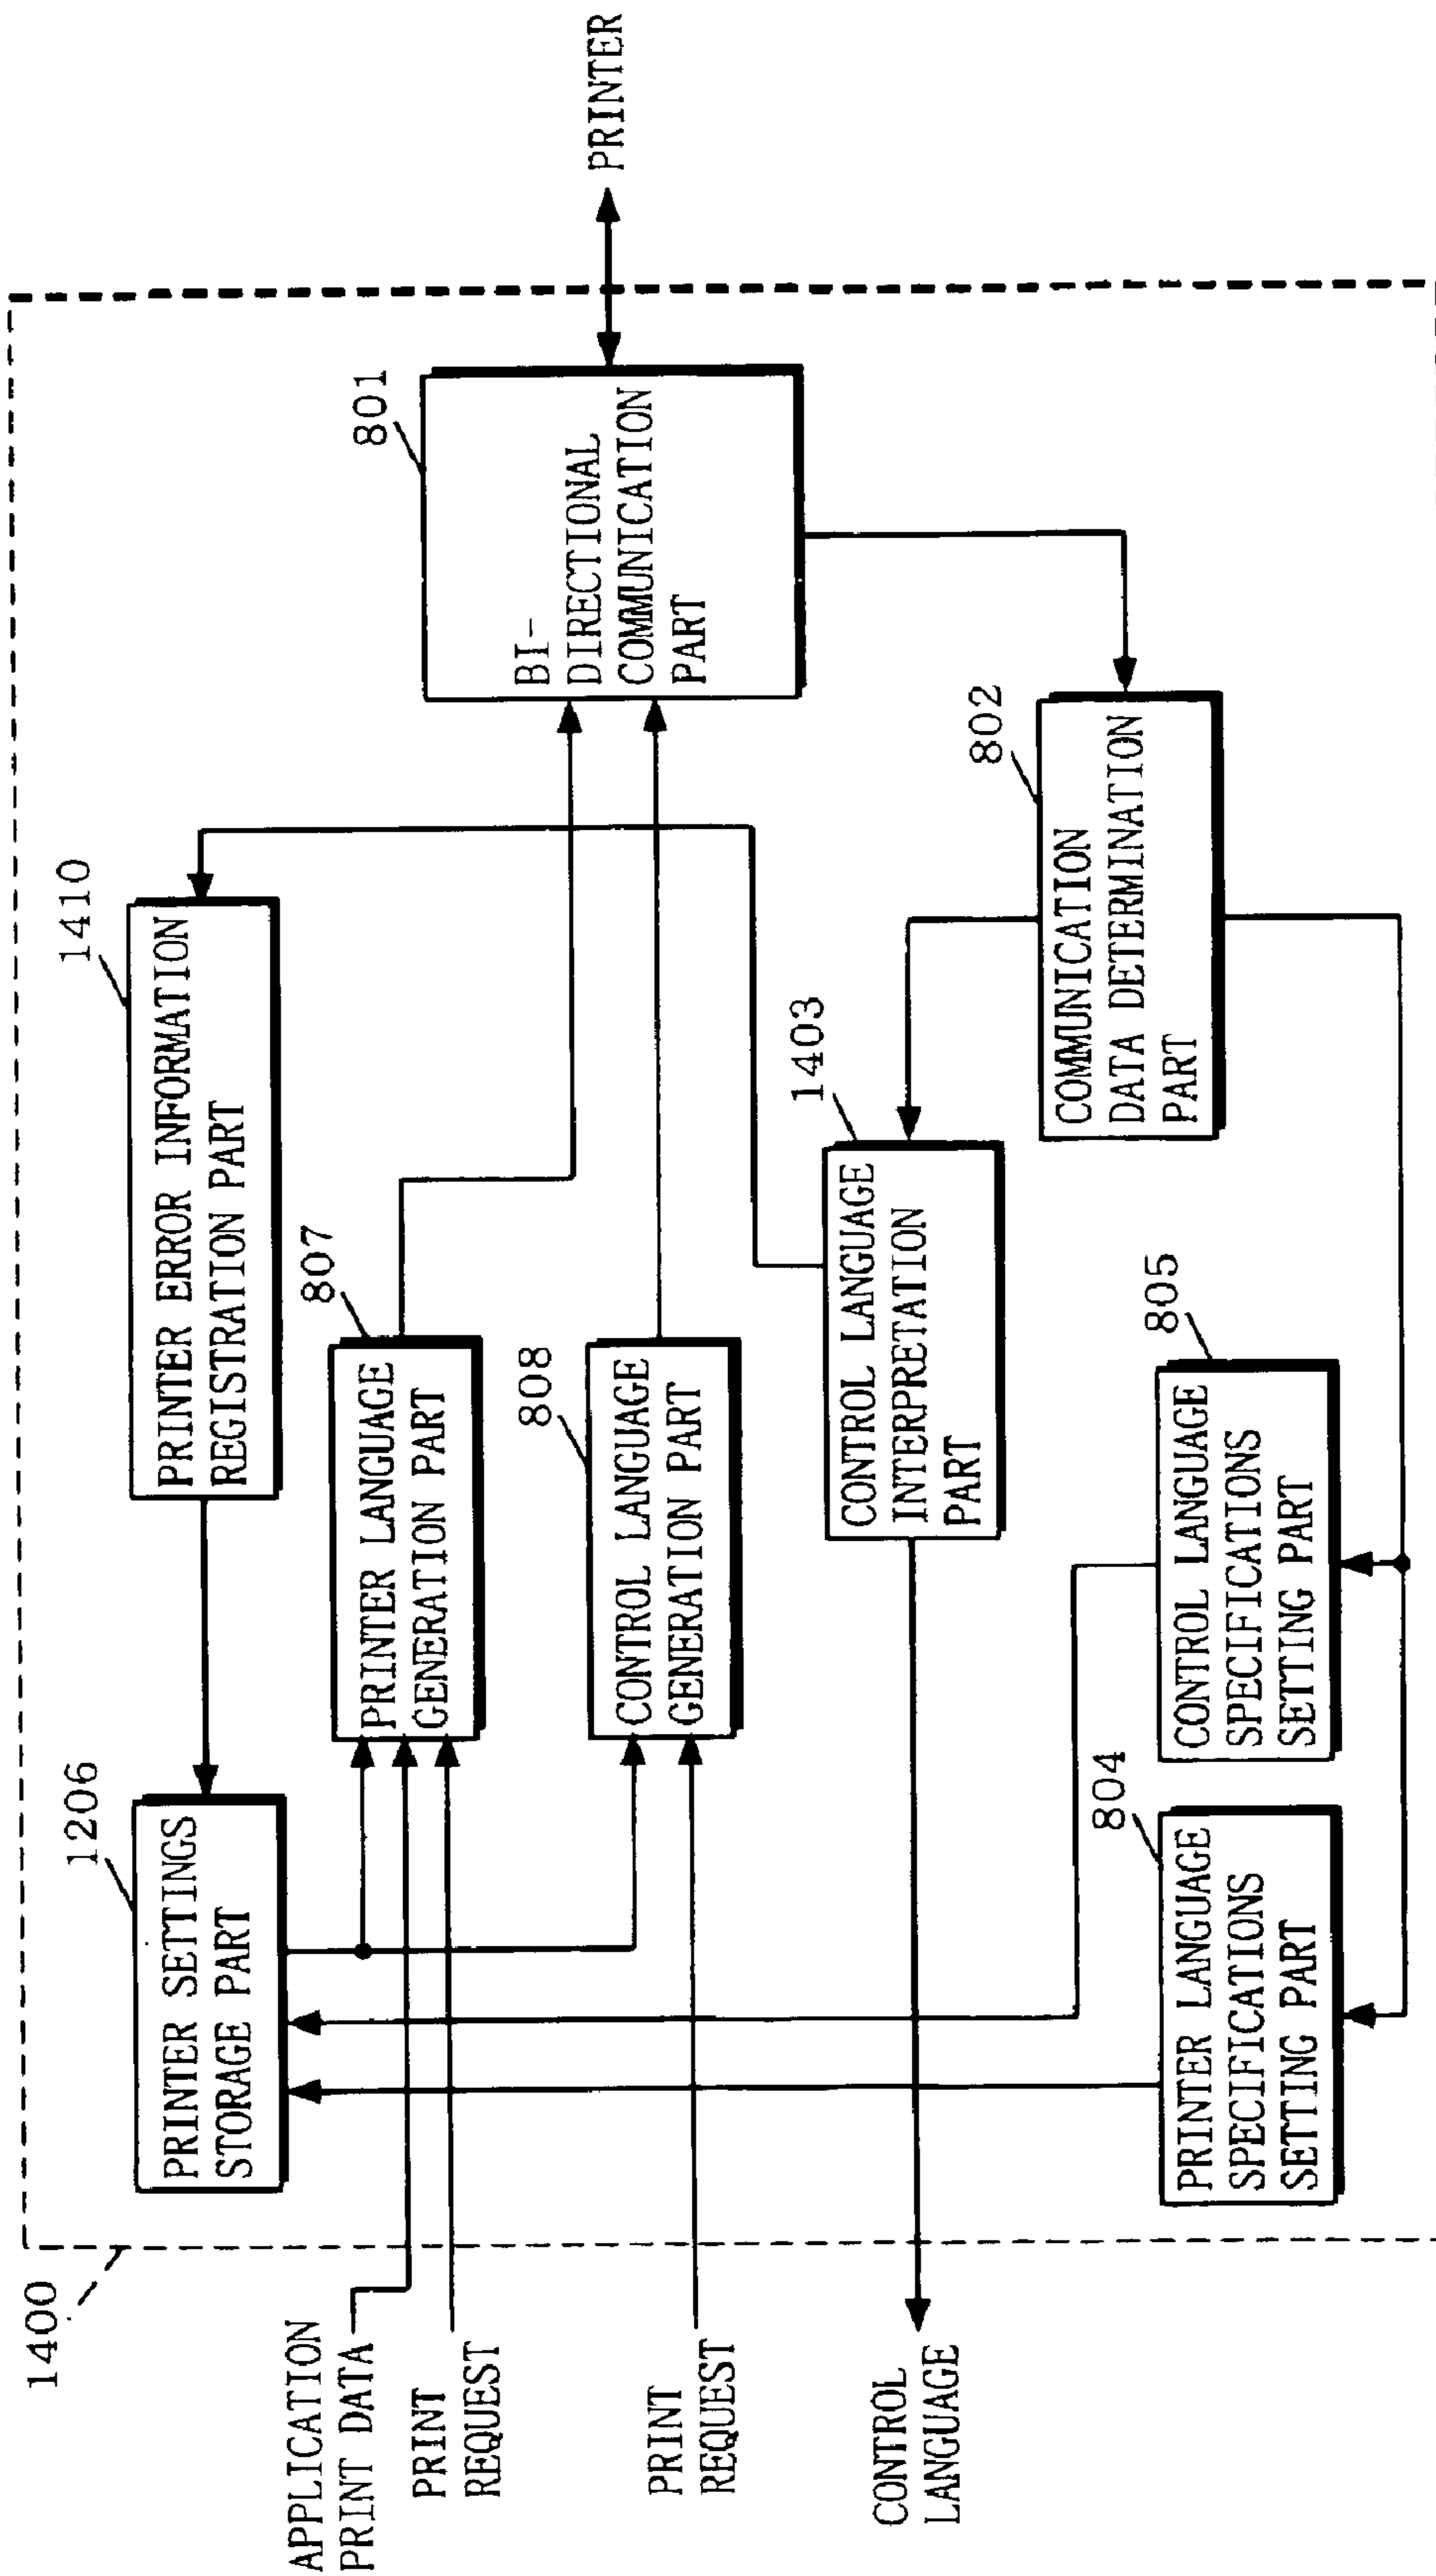 1400
APPLICATION
PRINT DATA
PRINT
REQUEST
PRINT
REQUEST
CONTROL
LANGUAGE
1206
PRINTER SETTINGS
STORAGE PART
1410
PRINTER ERROR INFORMATION
REGISTRATION PART
807
PRINTER LANGUAGE
GENERATION PART
808
CONTROL LANGUAGE
GENERATION PART
801
BI-
DIRECTIONAL
COMMUNICATION
PART
PRINTER
1403
CONTROL LANGUAGE
INTERPRETATION
PART
802
COMMUNICATION
DATA DETERMINATION
PART
804
PRINTER LANGUAGE
SPECIFICATIONS
SETTING PART
805
CONTROL LANGUAGE
SPECIFICATIONS
SETTING PART